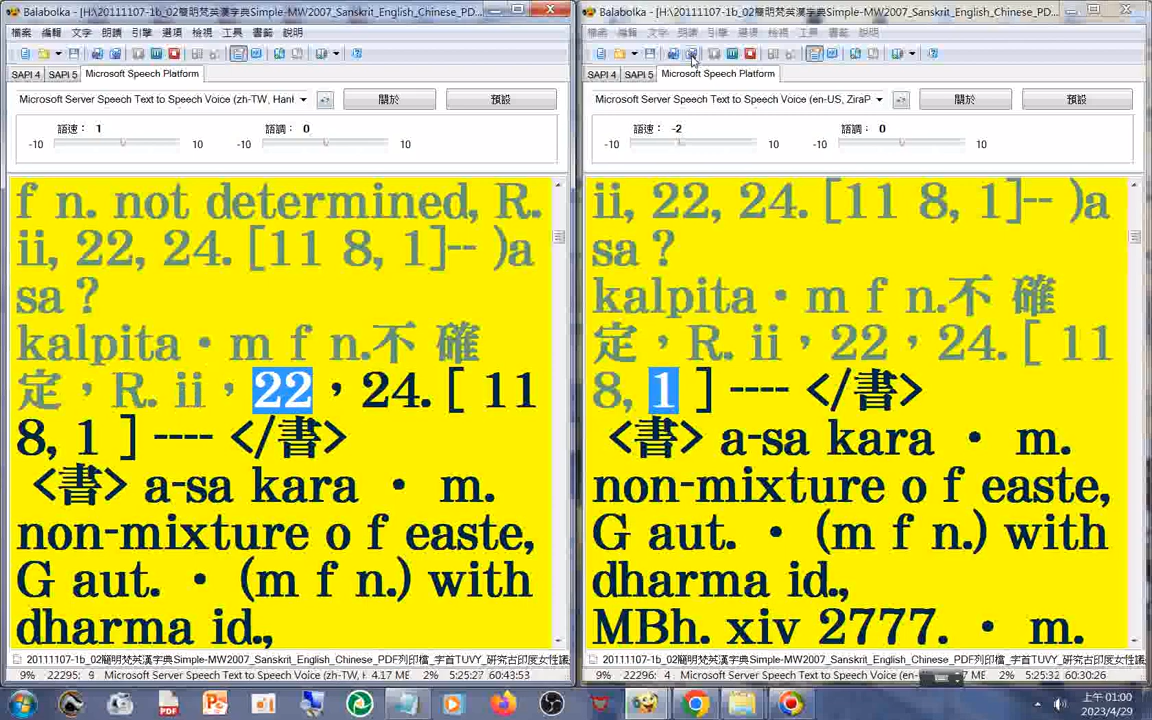 Balabolka - [H:\20111107-1b_02簡明梵英漢字典Simple-MW2007_Sanskrit_English_Chinese_PD...
檔案 編輯 文字 朗讀 引擎 選項 檢視 工具 書籤 說明
SAPI 4 SAPI 5 Microsoft Speech Platform
Microsoft Server Speech Text to Speech Voice (zh-TW, Hanl
關於
預設
語速： 1
語調： 0
-10 10 -10 10
f n. not determined, R.
ii, 22, 24. [11 8, 1]-- )a
sa？
kalpita・m f n.不 確
定，R. ii，22，24. [ 11
8, 1 ] ---- </書>
<書> a-sa kara ・ m.
non-mixture o f easte,
G aut. ・ (m f n.) with
dharma id.,
20111107-1b_02簡明梵英漢字典Simple-MW2007_Sanskrit_English_Chinese_PDF列印檔_字首TUVY_研究古印度女性議
9% 22295: 9 Microsoft Server Speech Text to Speech Voice (zh-TW, H 4.17 ME 2% 5:25:27 60:43:53
Balabolka - [H:\20111107-1b_02簡明梵英漢字典Simple-MW2007_Sanskrit_English_Chinese_PDF...
檔案 編輯 文字 朗讀 引擎 選項 檢視 工具 書籤 說明
SAPI 4 SAPI 5 Microsoft Speech Platform
Microsoft Server Speech Text to Speech Voice (en-US, ZiraP
關於
預設
語速： -2
語調： 0
-10 10 -10 10
ii, 22, 24. [11 8, 1]-- )a
sa？
kalpita・m f n.不 確
定，R. ii，22，24. [ 11
8, 1 ] ---- </書>
<書> a-sa kara ・ m.
non-mixture o f easte,
G aut. ・ (m f n.) with
dharma id.,
MBh. xiv 2777. ・ m.
20111107-1b_02簡明梵英漢字典Simple-MW2007_Sanskrit_English_Chinese_PDF列印檔_字首TUVY_研究古印度女性議
9% 22296: 4 Microsoft Server Speech Text to Speech Voice 2% 5:25:32 60:30:26
上午 01:00
2023/4/29